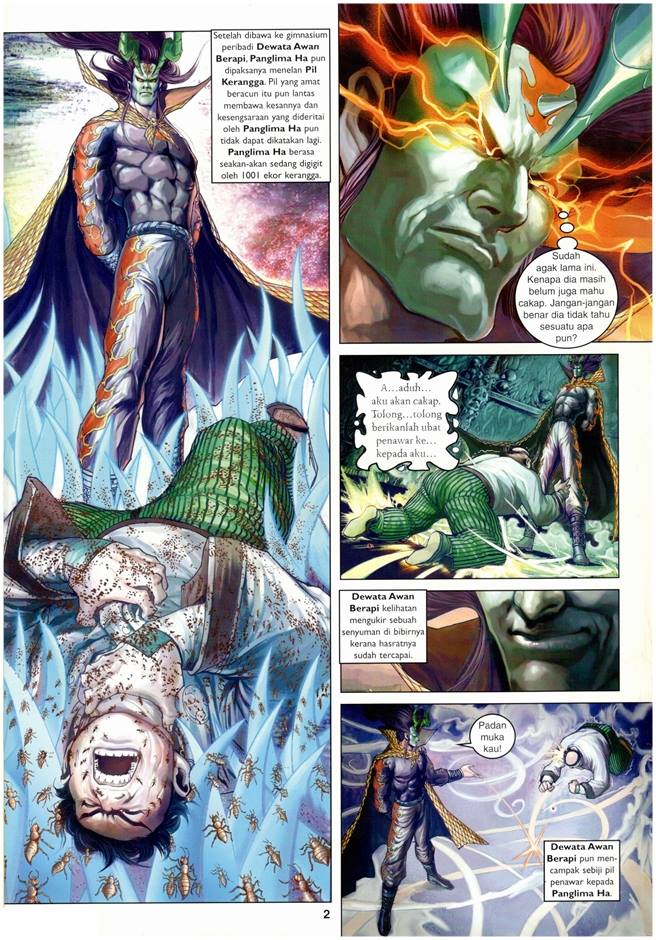 Setelah dibawa ke gimnasium
peribadi Dewata Awan
Berapi, Panglima Ha pun
dipaksanya menelan Pil
Kerangga. Pil yang amat
beracun itu pun lantas
membawa kesannya dan
kesengsaraan yang dideritai
oleh Panglima Ha pun
tidak dapat dikatakan lagi.
Panglima Ha berasa
seakan-akan sedang digigit
oleh 1001 ekor kerangga.
Sudah
agak lama ini.
Kenapa dia masih
belum juga mahu
cakap. Jangan-jangan
benar dia tidak tahu
sesuatu apa
pun?
A...aduh...
aku akan cakap.
Tolong...tolong
berikanlah ubat
penawar ke...
kepada aku...
Dewata Awan
Berapi kelihatan
mengukir sebuah
senyuman di bibirnya
kerana hasratnya
sudah tercapai.
Padan
muka
kau!
Dewata Awan
Berapi pun men-
campak sebiji pil
penawar kepada
Panglima Ha.
2